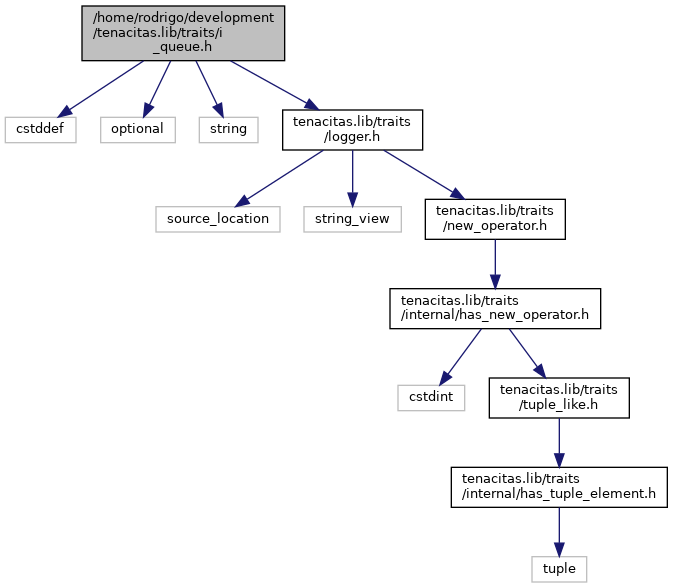 /home/rodrigo/development
/tenacitas.lib/traits/i
_queue.h
cstddef
optional
string
tenacitas.lib/traits
/logger.h
source_location
string_view
tenacitas.lib/traits
/new_operator.h
tenacitas.lib/traits
/internal/has_new_operator.h
cstdint
tenacitas.lib/traits
/tuple_like.h
tenacitas.lib/traits
/internal/has_tuple_element.h
tuple